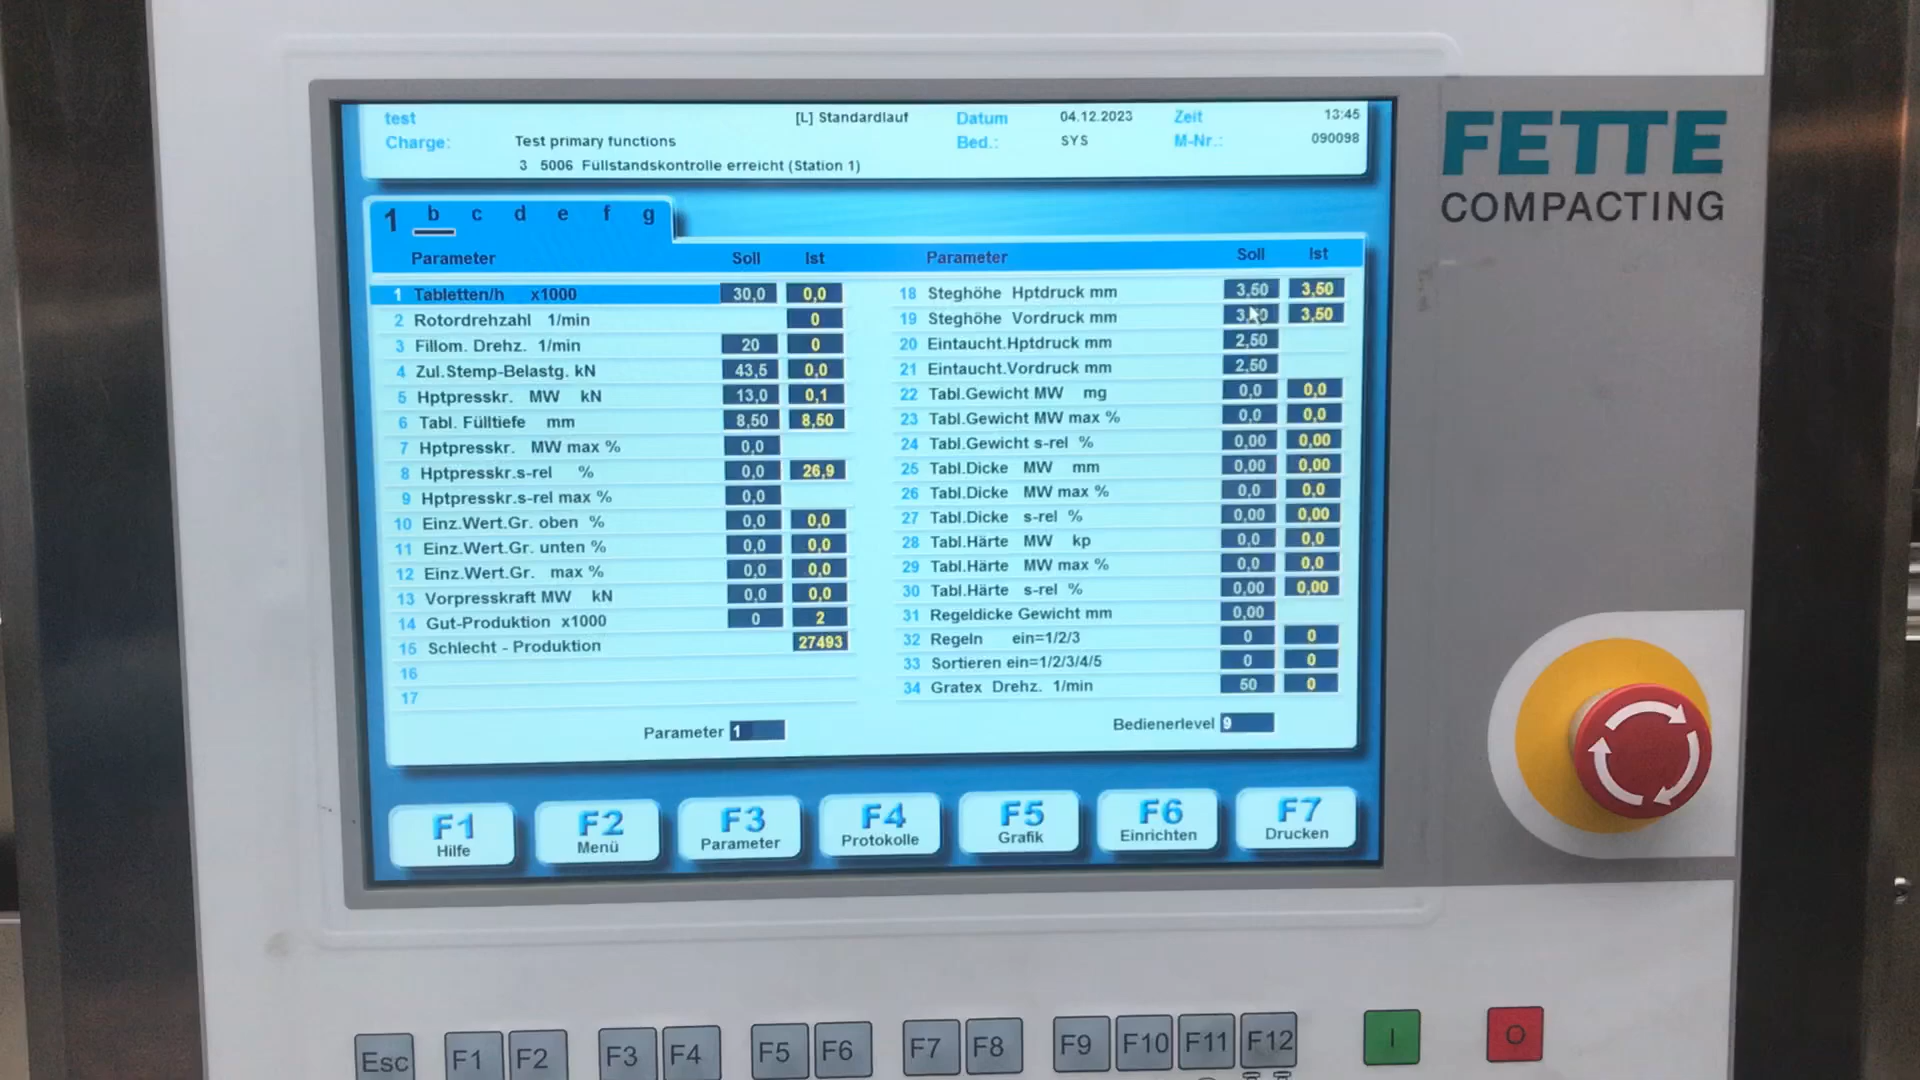 test [L] Standardlauf Datum 04.12.2023 Zeit 13:45
Charge: Test primary functions Bed.: SYS M-Nr.: 090098
3 5006 Füllstandskontrolle erreicht (Station 1)
1 b c d e f g
Parameter Soll Ist
1 Tabletten/h x1000 30,0 0,0
2 Rotordrehzahl 1/min 0
3 Fillom. Drehz. 1/min 20 0
4 Zul.Stemp-Belastg. kN 43,5 0,0
5 Hptpresskr. MW kN 13,0 0,1
6 Tabl. Fülltiefe mm 8,50 8,50
7 Hptpresskr. MW max % 0,0
8 Hptpresskr.s-rel % 0,0 26,9
9 Hptpresskr.s-rel max % 0,0
10 Einz.Wert.Gr. oben % 0,0 0,0
11 Einz.Wert.Gr. unten % 0,0 0,0
12 Einz.Wert.Gr. max % 0,0 0,0
13 Vorpresskraft MW kN 0,0 0,0
14 Gut-Produktion x1000 0 2
15 Schlecht - Produktion 27493
16
17
Parameter Soll Ist
18 Steghöhe Hptdruck mm 3,50 3,50
19 Steghöhe Vordruck mm 3,50
20 Eintaucht.Hptdruck mm 2,50
21 Eintaucht.Vordruck mm 2,50
22 Tabl.Gewicht MW mg 0,0 0,0
23 Tabl.Gewicht MW max % 0,0 0,0
24 Tabl.Gewicht s-rel % 0,00 0,00
25 Tabl.Dicke MW mm 0,00 0,00
26 Tabl.Dicke MW max % 0,0 0,0
27 Tabl.Dicke s-rel % 0,00 0,00
28 Tabl.Härte MW kp 0,0 0,0
29 Tabl.Härte MW max % 0,0 0,0
30 Tabl.Härte s-rel % 0,00 0,00
31 Regeldicke Gewicht mm 0,00
32 Regeln ein=1/2/3 0 0
33 Sortieren ein=1/2/3/4/5 0 0
34 Gratex Drehz. 1/min 50 0
Parameter 1 Bedienerlevel 9
F1 Hilfe
F2 Menü
F3 Parameter
F4 Protokolle
F5 Grafik
F6 Einrichten
F7 Drucken
FETTE
COMPACTING
Esc F1 F2 F3 F4 F5 F6 F7 F8 F9 F10 F11 F12 I O